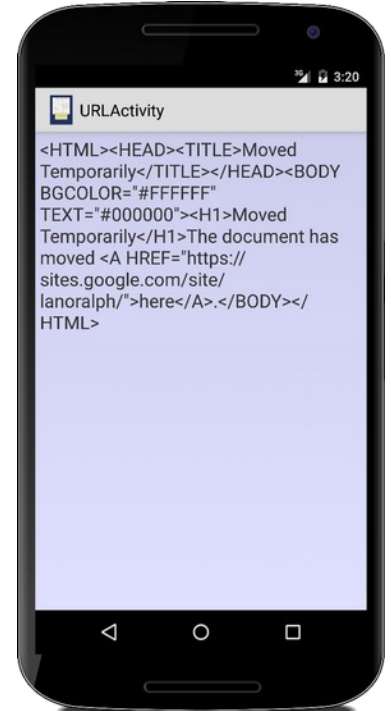 3G 3:20
URLActivity
<HTML><HEAD><TITLE>Moved
Temporarily</TITLE></HEAD><BODY
BGCOLOR="#FFFFFF"
TEXT="#000000"><H1>Moved
Temporarily</H1>The document has
moved <A HREF="https://
sites.google.com/site/
lanoralph/">here</A>.</BODY></
HTML>